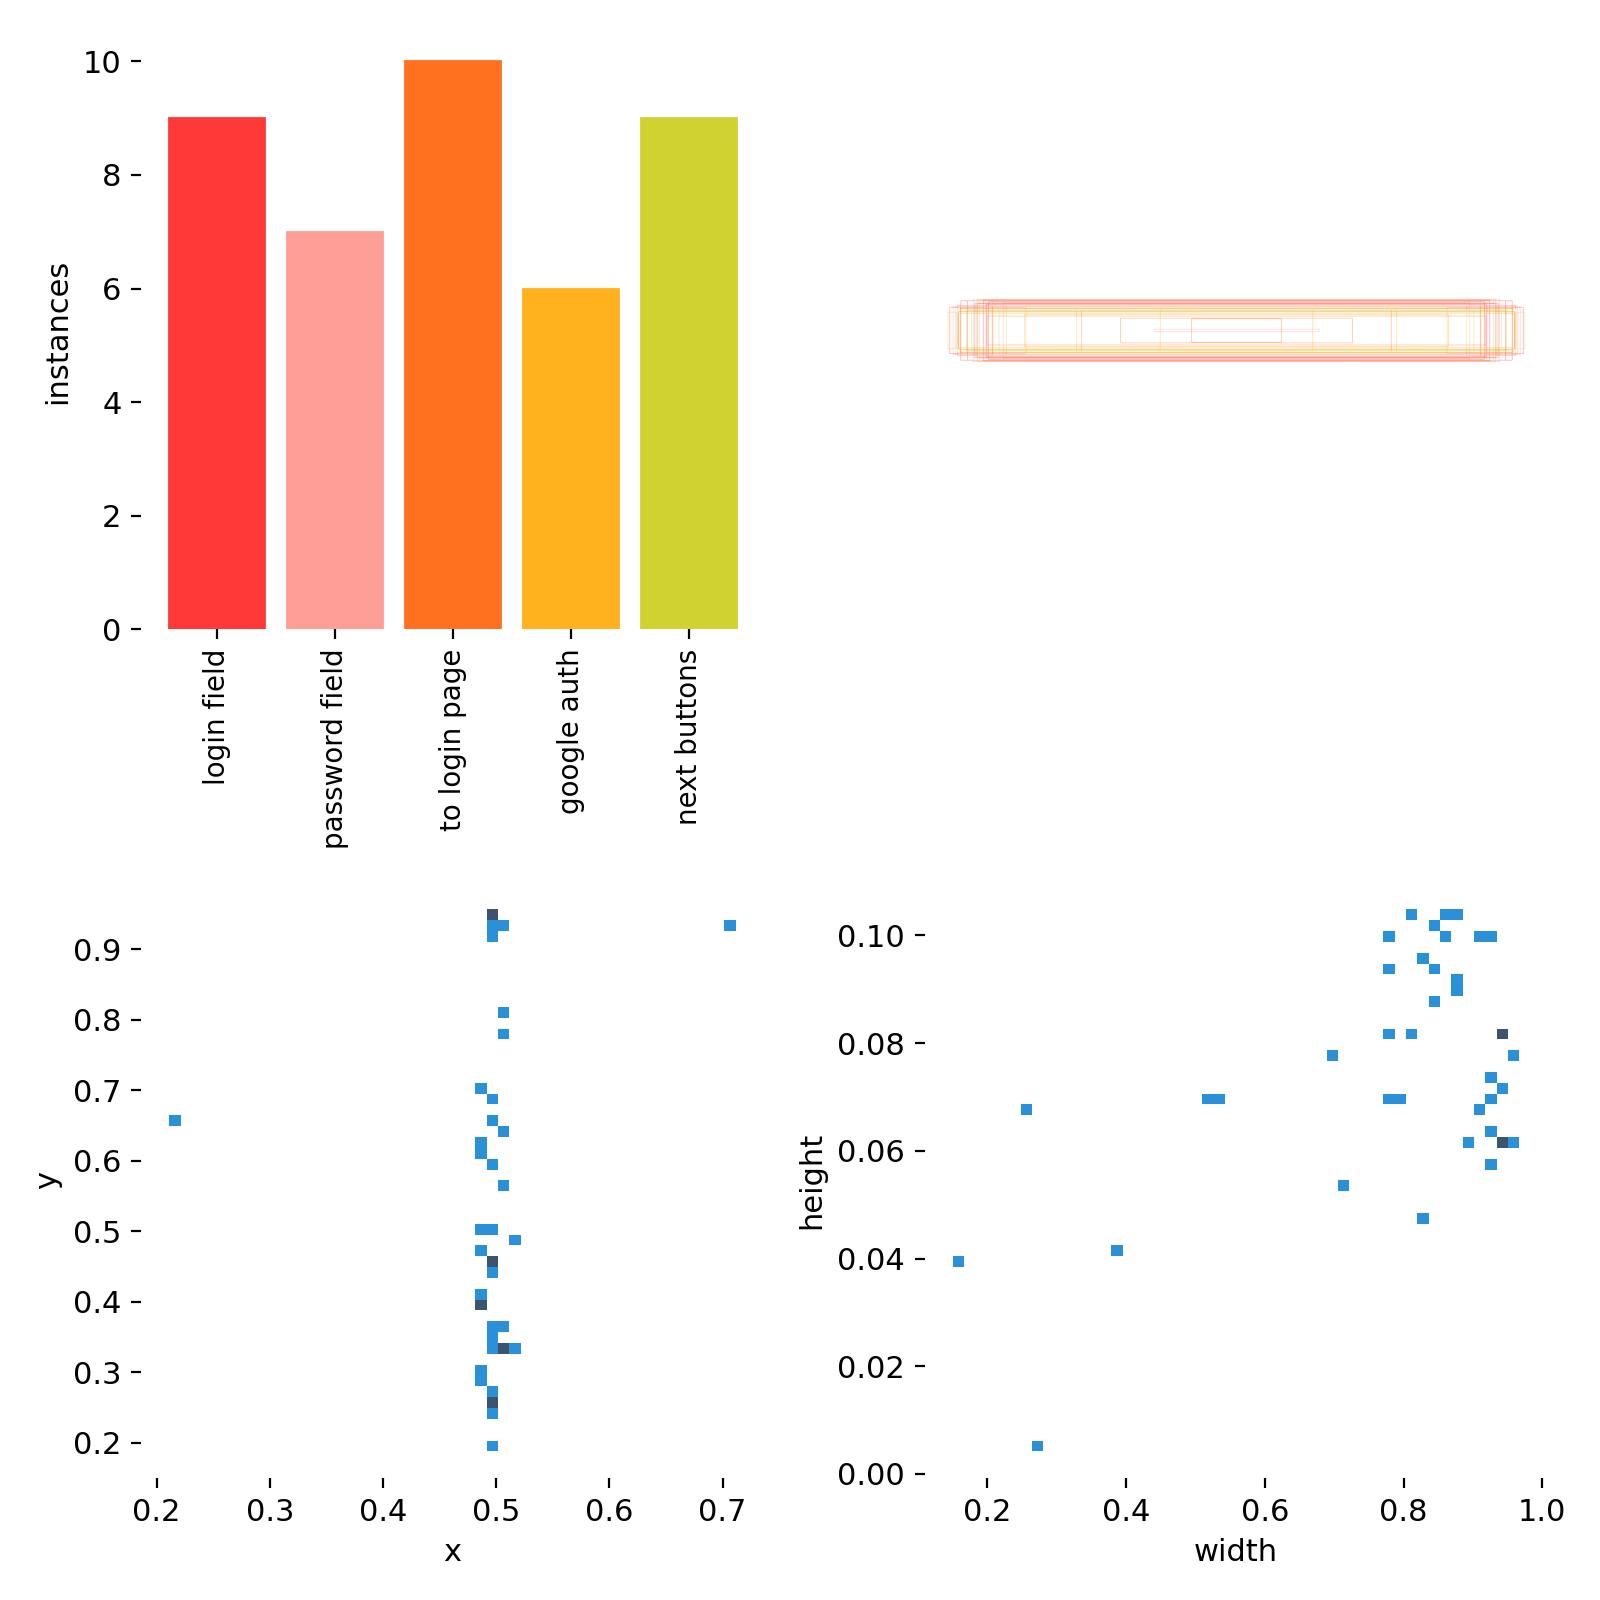 10
8
6
4
2
0
instances
login field
password field
to login page
google auth
next buttons
0.9
0.8
0.7
0.6
0.5
0.4
0.3
0.2
y
0.2 0.3 0.4 0.5 0.6 0.7
x
0.10
0.08
0.06
0.04
0.02
0.00
height
0.2 0.4 0.6 0.8 1.0
width